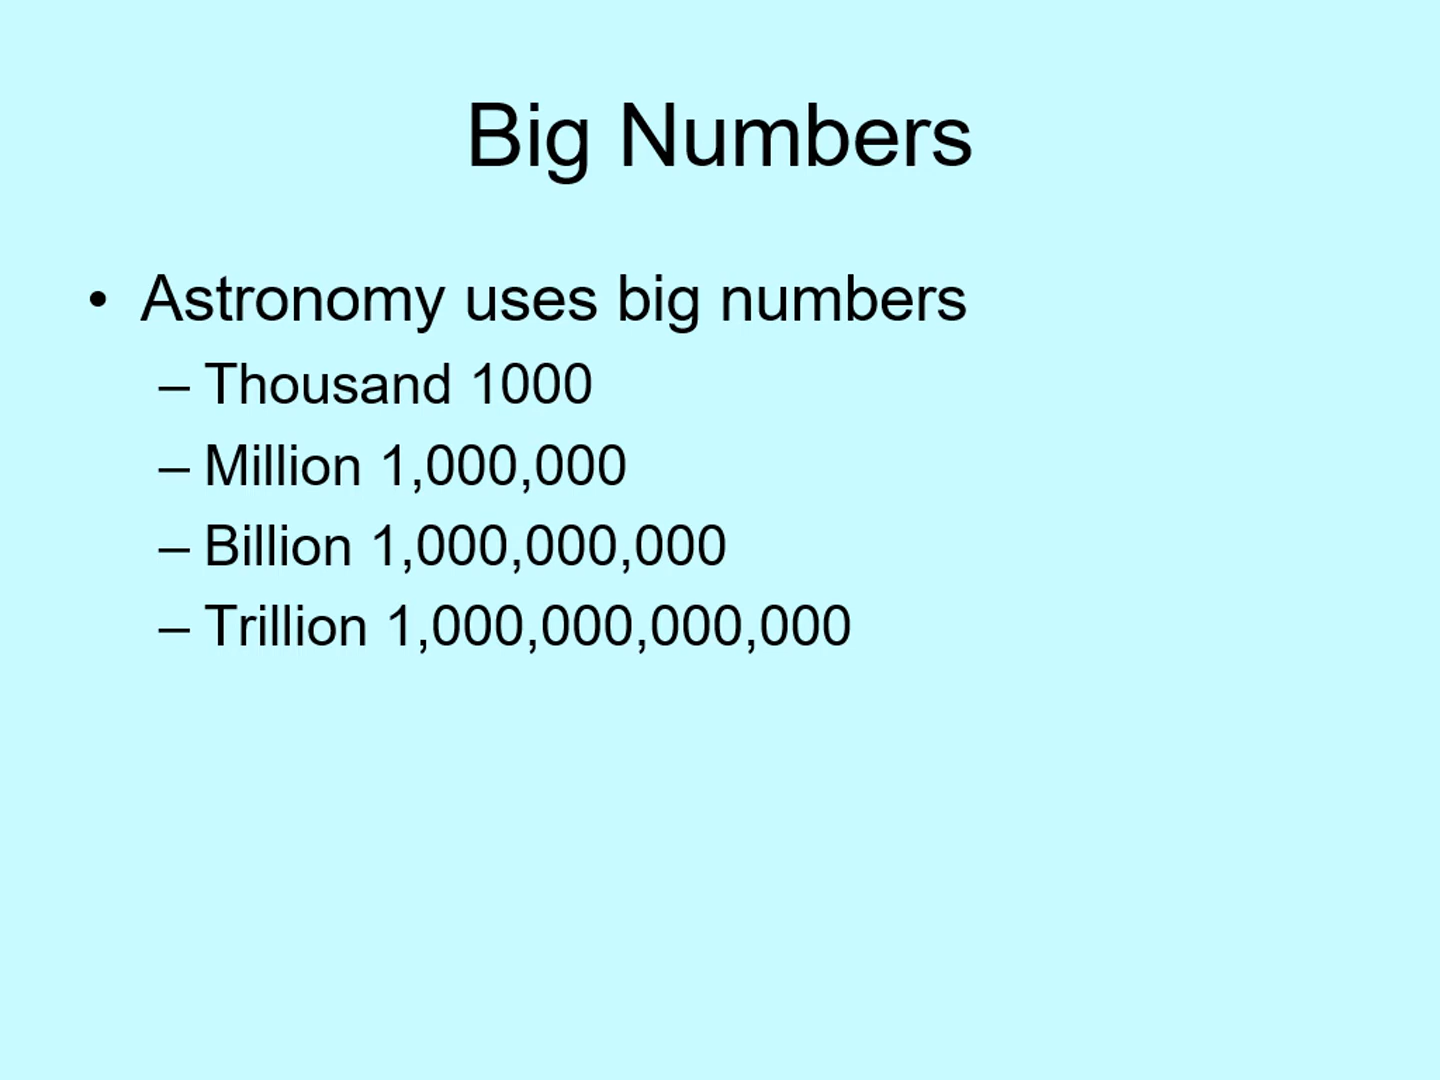 Big Numbers
• Astronomy uses big numbers
– Thousand 1000
– Million 1,000,000
– Billion 1,000,000,000
– Trillion 1,000,000,000,000